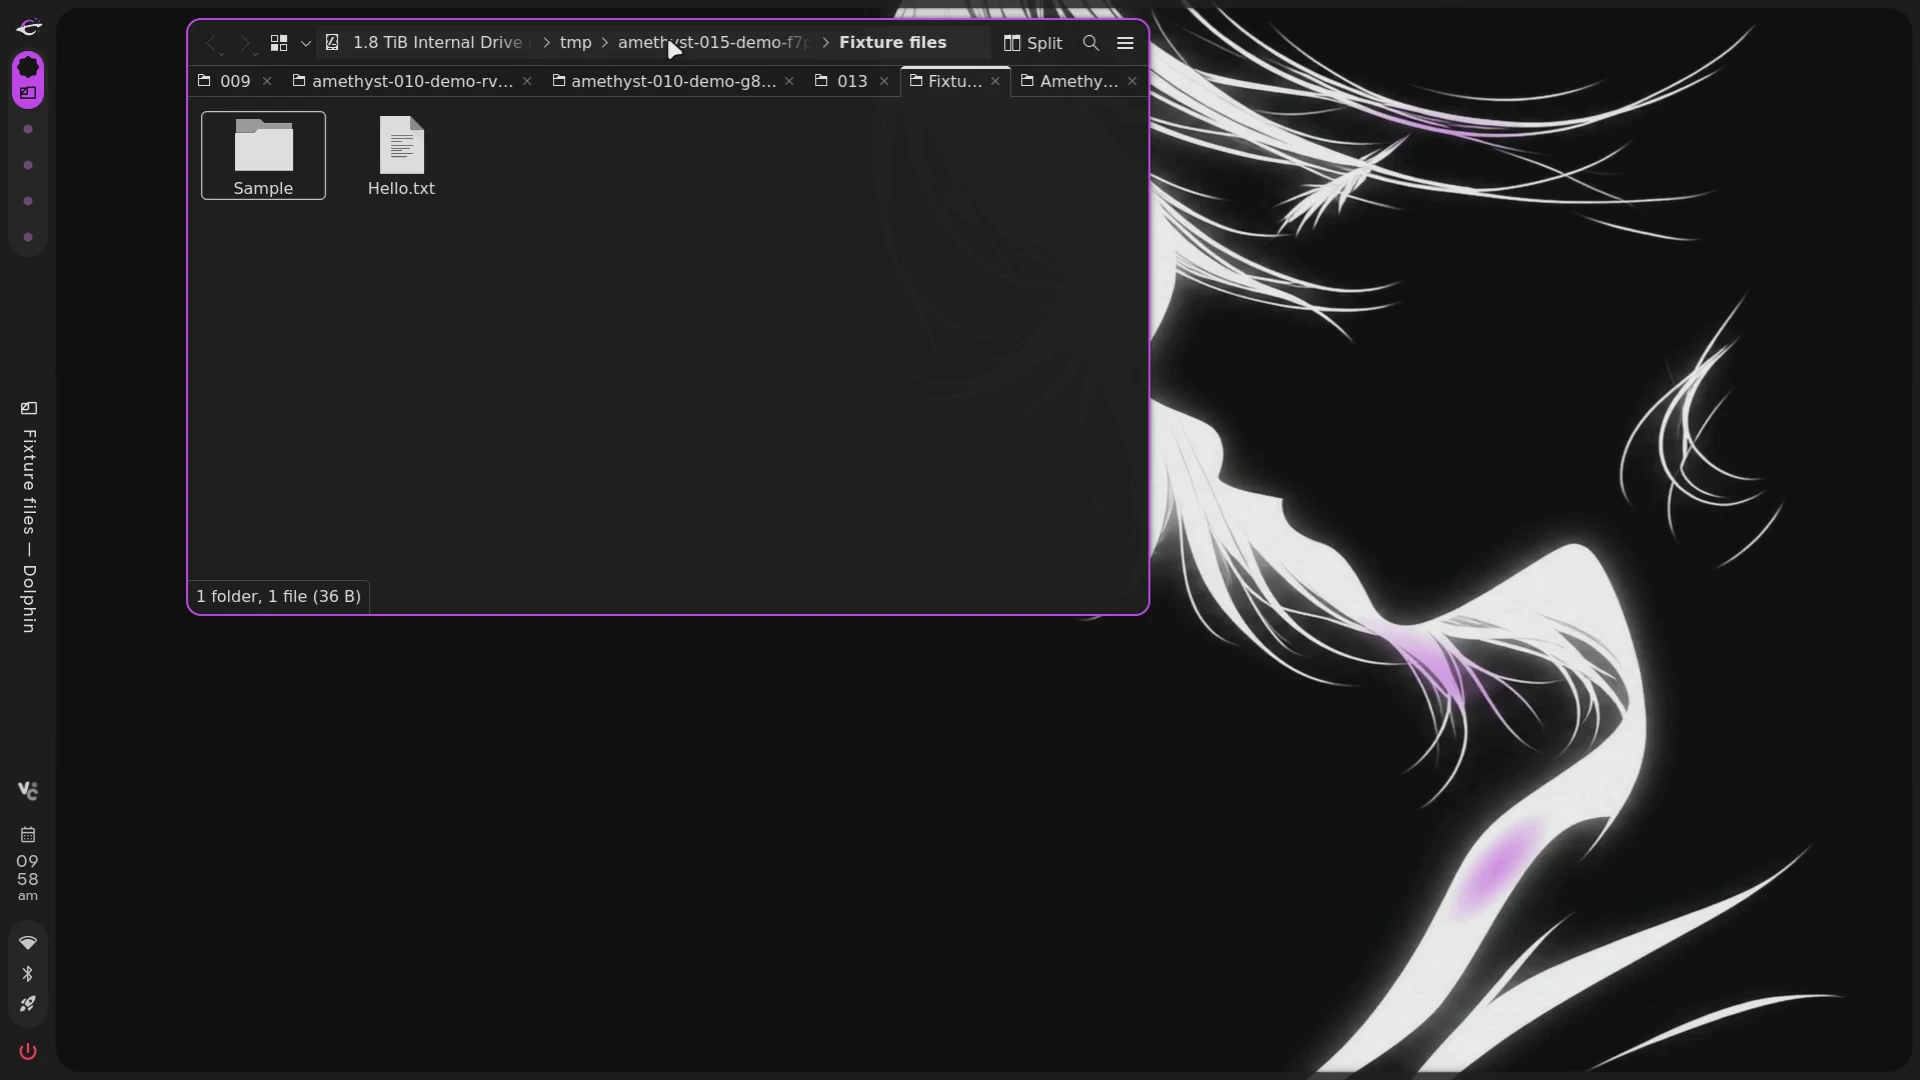 1.8 TiB Internal Drive
tmp
amethyst-015-demo-f7p
Fixture files
Split
009
amethyst-010-demo-rv...
amethyst-010-demo-g8...
013
Fixtu...
Amethy...
Sample
Hello.txt
1 folder, 1 file (36 B)
Fixture files — Dolphin
09
58
am